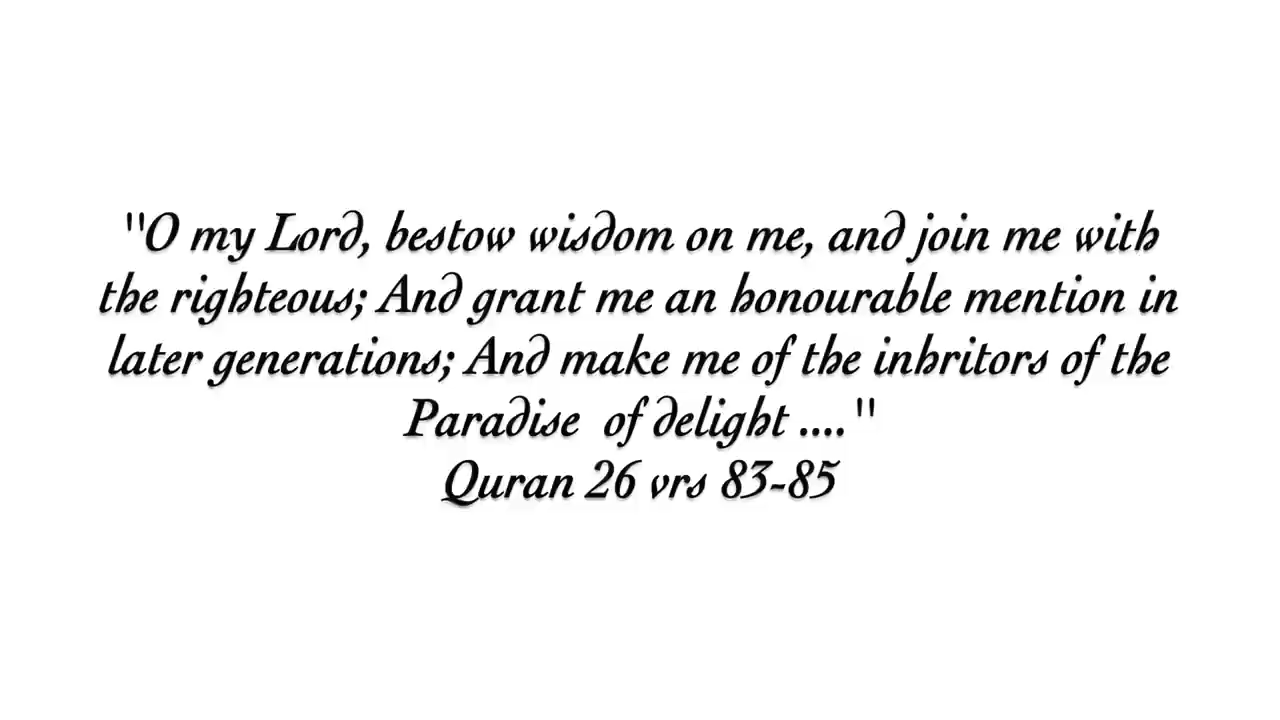 "O my Lord, bestow wisdom on me, and join me with
the righteous; And grant me an honourable mention in
later generations; And make me of the inhritors of the
Paradise of delight ...."
Quran 26 vrs 83-85